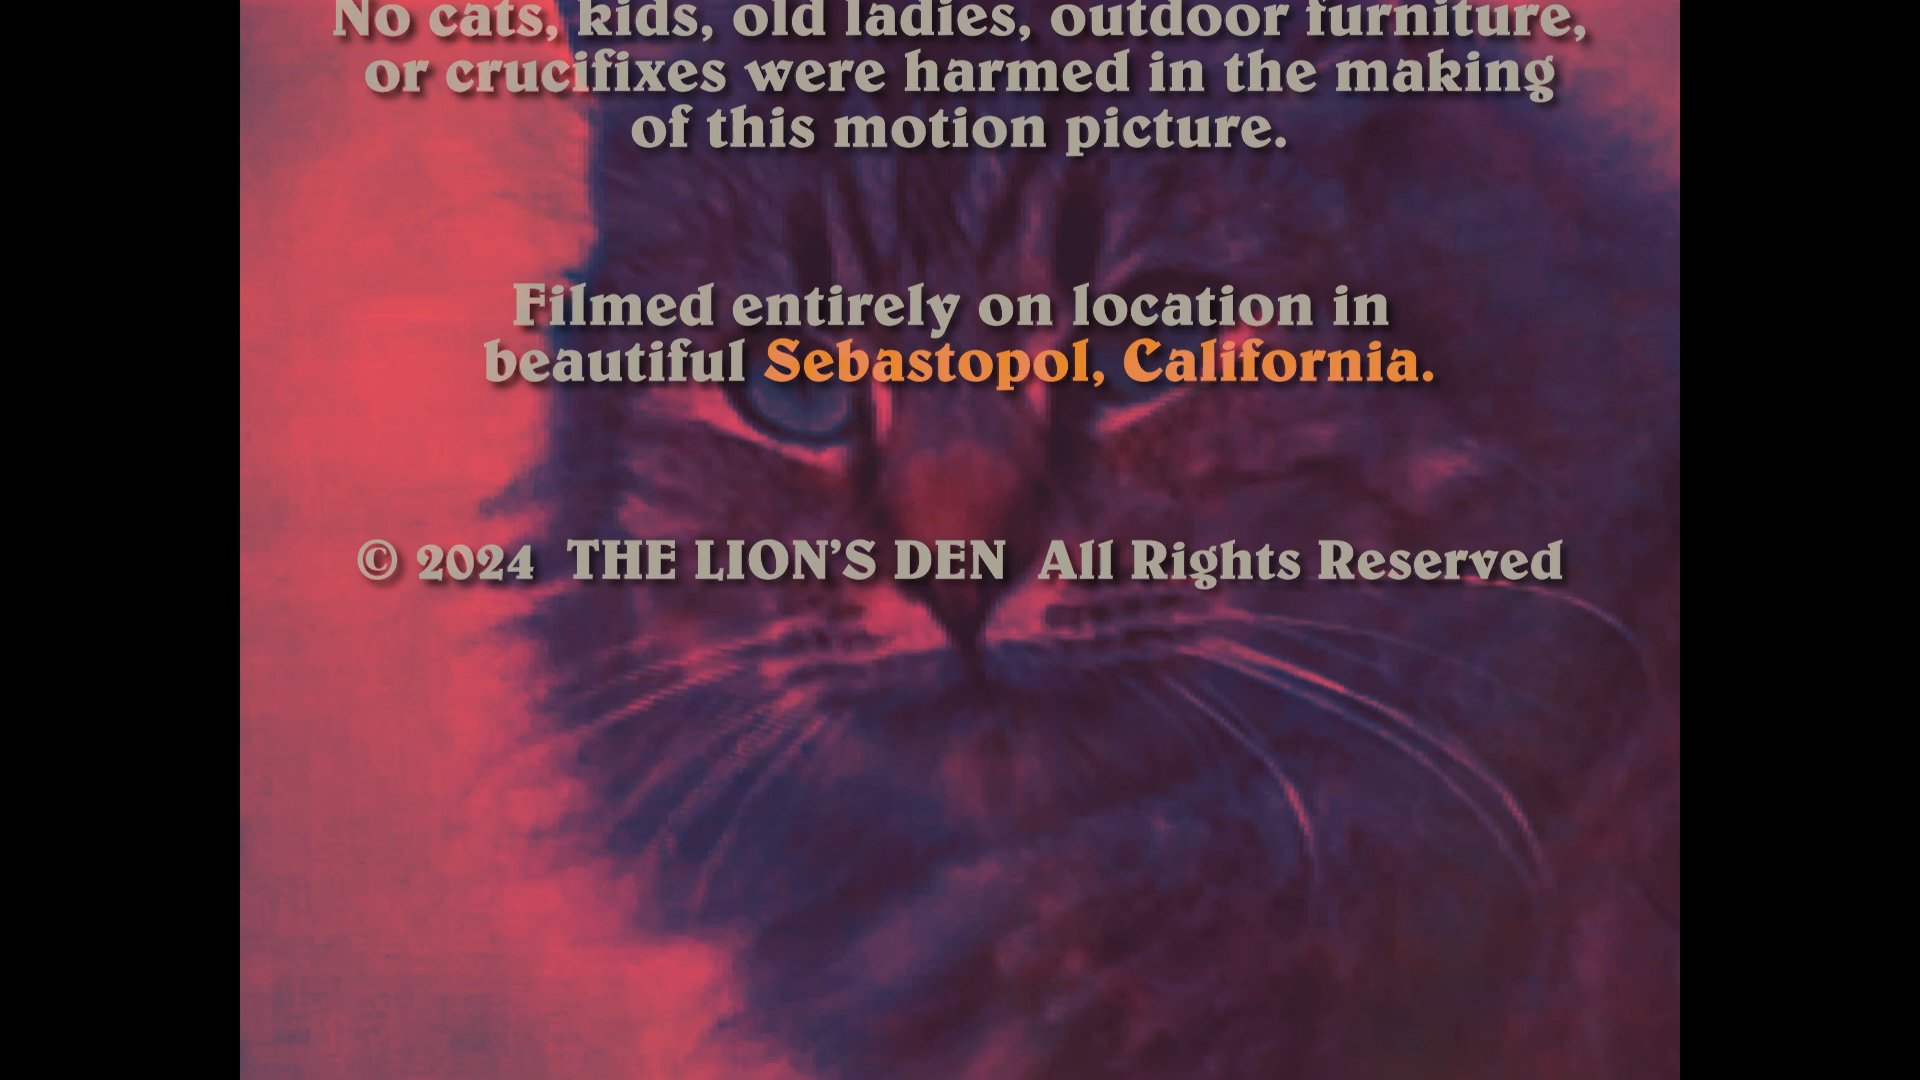 No cats, kids, old ladies, outdoor furniture,
or crucifixes were harmed in the making
of this motion picture.
Filmed entirely on location in
beautiful Sebastopol, California.
© 2024 THE LION’S DEN All Rights Reserved